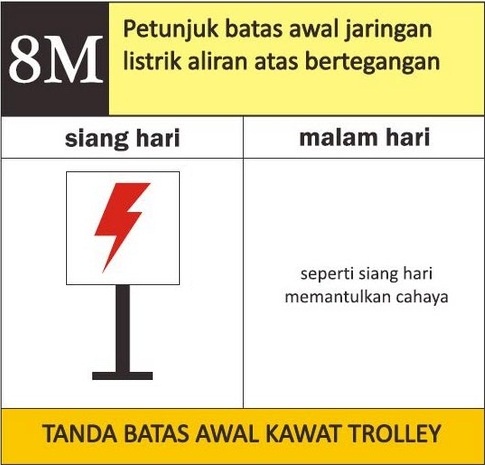 8M
Petunjuk batas awal jaringan
listrik aliran atas bertegangan
siang hari
malam hari
seperti siang hari
memantulkan cahaya
TANDA BATAS AWAL KAWAT TROLLEY